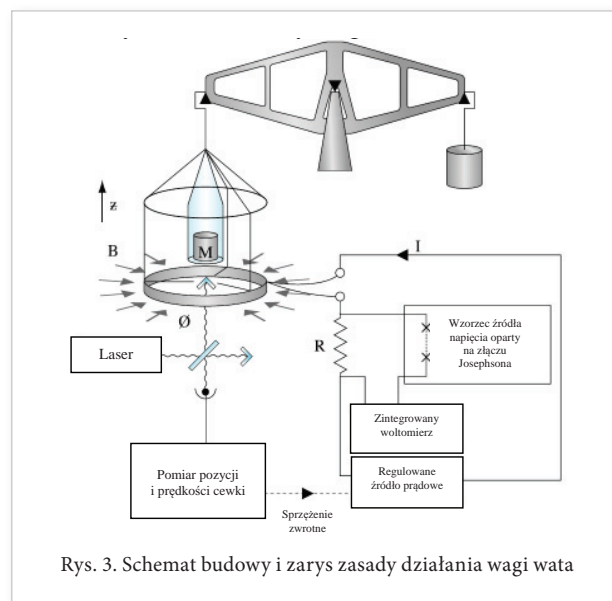 z
B
M
I
Ø
Laser
R
Wzorzec źródła
napięcia oparty
na złączu
Josephsona
Zintegrowany
woltomierz
Pomiar pozycji
i prędkości cewki
Regulowane
źródło prądowe
Sprzężenie
zwrotne
Rys. 3. Schemat budowy i zarys zasady działania wagi wata